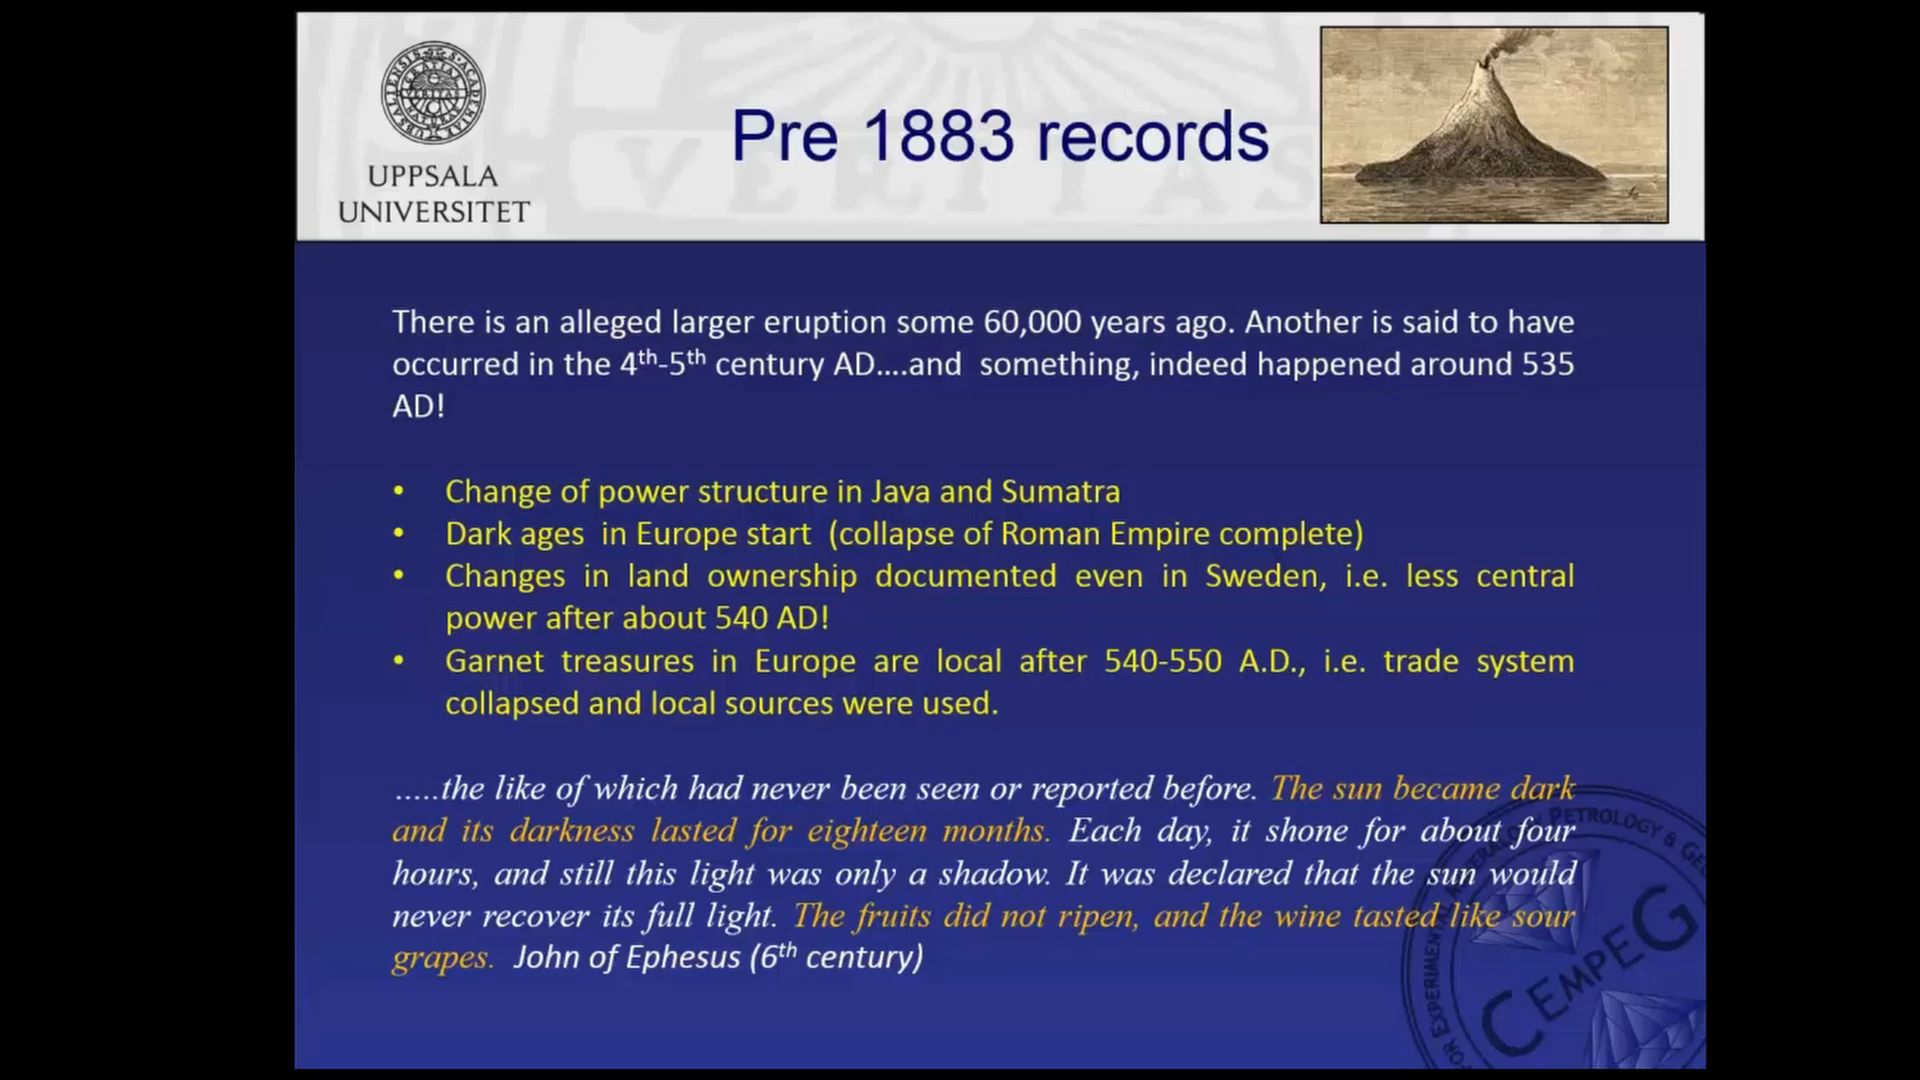 UPPSALA
UNIVERSITET
Pre 1883 records
VERITAS
There is an alleged larger eruption some 60,000 years ago. Another is said to have
occurred in the 4th-5th century AD....and something, indeed happened around 535
AD!
• Change of power structure in Java and Sumatra
• Dark ages in Europe start (collapse of Roman Empire complete)
• Changes in land ownership documented even in Sweden, i.e. less central
power after about 540 AD!
• Garnet treasures in Europe are local after 540-550 A.D., i.e. trade system
collapsed and local sources were used.
.....the like of which had never been seen or reported before. The sun became dark
and its darkness lasted for eighteen months. Each day, it shone for about four
hours, and still this light was only a shadow. It was declared that the sun would
never recover its full light. The fruits did not ripen, and the wine tasted like sour
grapes. John of Ephesus (6th century)
FOR EXPERIMENTAL
PETROLOGY &
CEMPEG